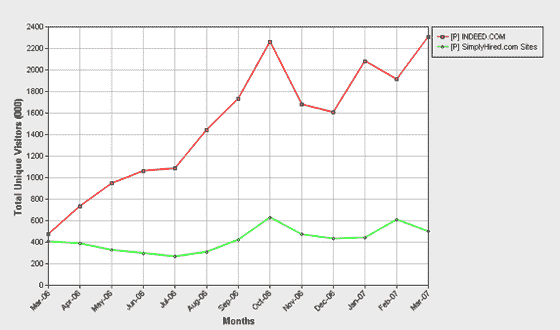 2400
2200
2000
1800
1600
1400
1200
1000
800
600
400
200
0
Total Unique Visitors (000)
Mar-06
Apr-06
May-06
Jun-06
Jul-06
Aug-06
Sep-06
Oct-06
Nov-06
Dec-06
Jan-07
Feb-07
Mar-07
Months
[P] INDEED.COM
[P] SimplyHired.com Sites